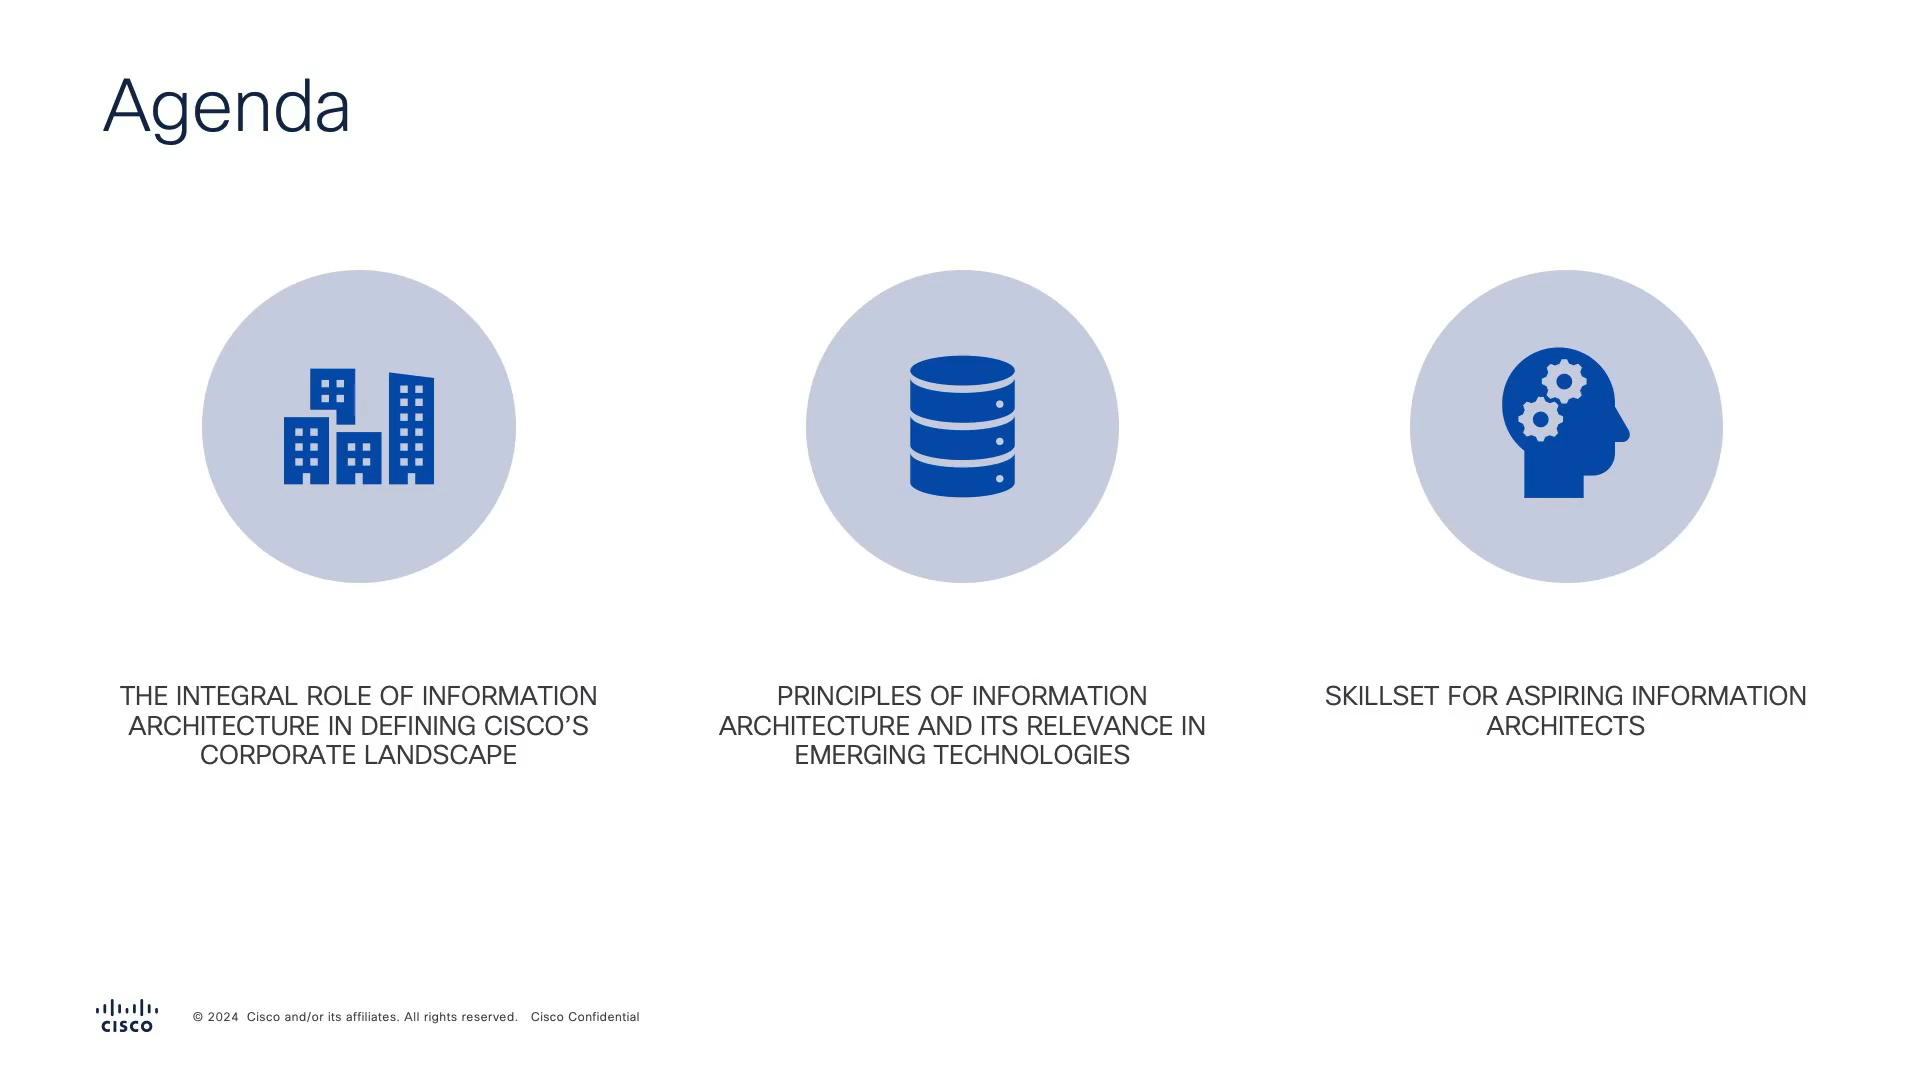 Agenda
THE INTEGRAL ROLE OF INFORMATION
ARCHITECTURE IN DEFINING CISCO’S
CORPORATE LANDSCAPE
PRINCIPLES OF INFORMATION
ARCHITECTURE AND ITS RELEVANCE IN
EMERGING TECHNOLOGIES
SKILLSET FOR ASPIRING INFORMATION
ARCHITECTS
CISCO
© 2024 Cisco and/or its affiliates. All rights reserved. Cisco Confidential